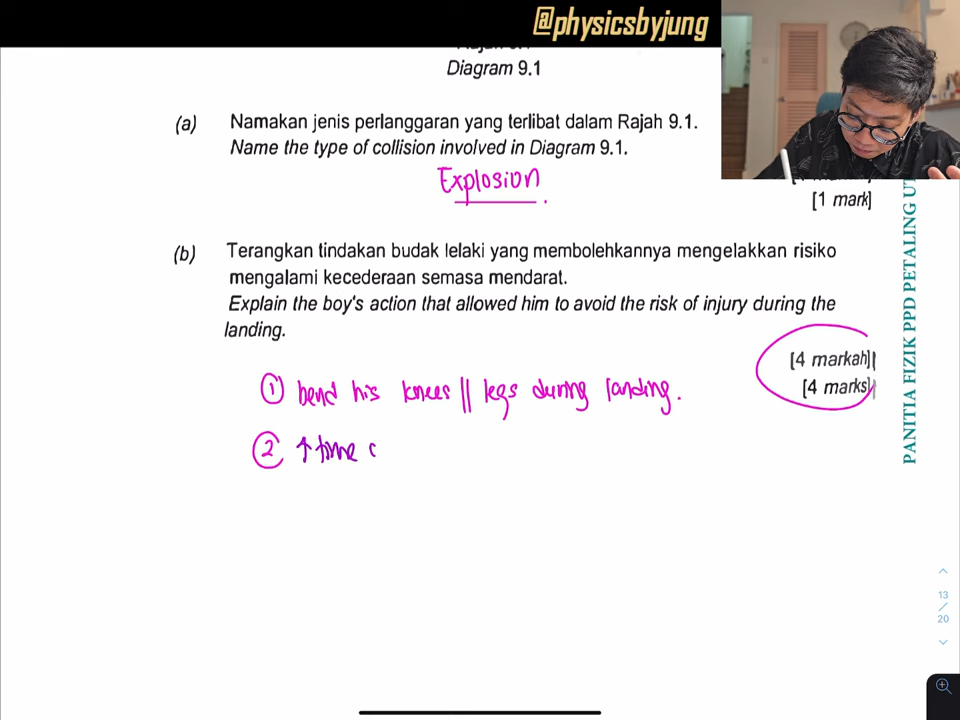 @physicsbyjung
Diagram 9.1
(a) Namakan jenis perlanggaran yang terlibat dalam Rajah 9.1.
Name the type of collision involved in Diagram 9.1.
Explosion.
[1 mark]
(b) Terangkan tindakan budak lelaki yang membolehkannya mengelakkan risiko
mengalami kecederaan semasa mendarat.
Explain the boy's action that allowed him to avoid the risk of injury during the
landing.
[4 markah]
[4 marks]
① bend his knees || legs during landing.
② ↑ time
PANITIA FIZIK PPD PETALING UT
13
/
20